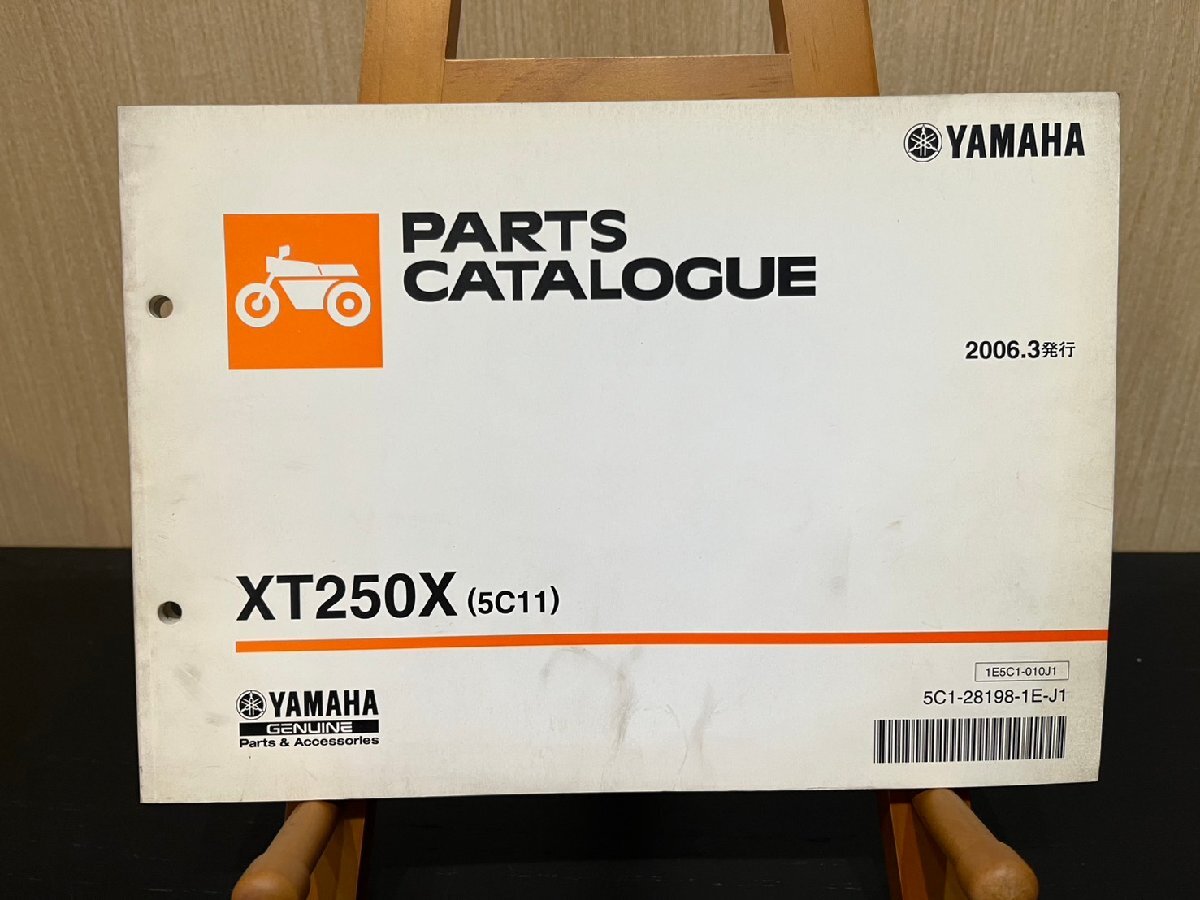 YAMAHA
PARTS
CATALOGUE
2006.3発行
XT250X (5C11)
1E5C1-010J1
5C1-28198-1E-J1
YAMAHA
GENUINE
Parts & Accessories